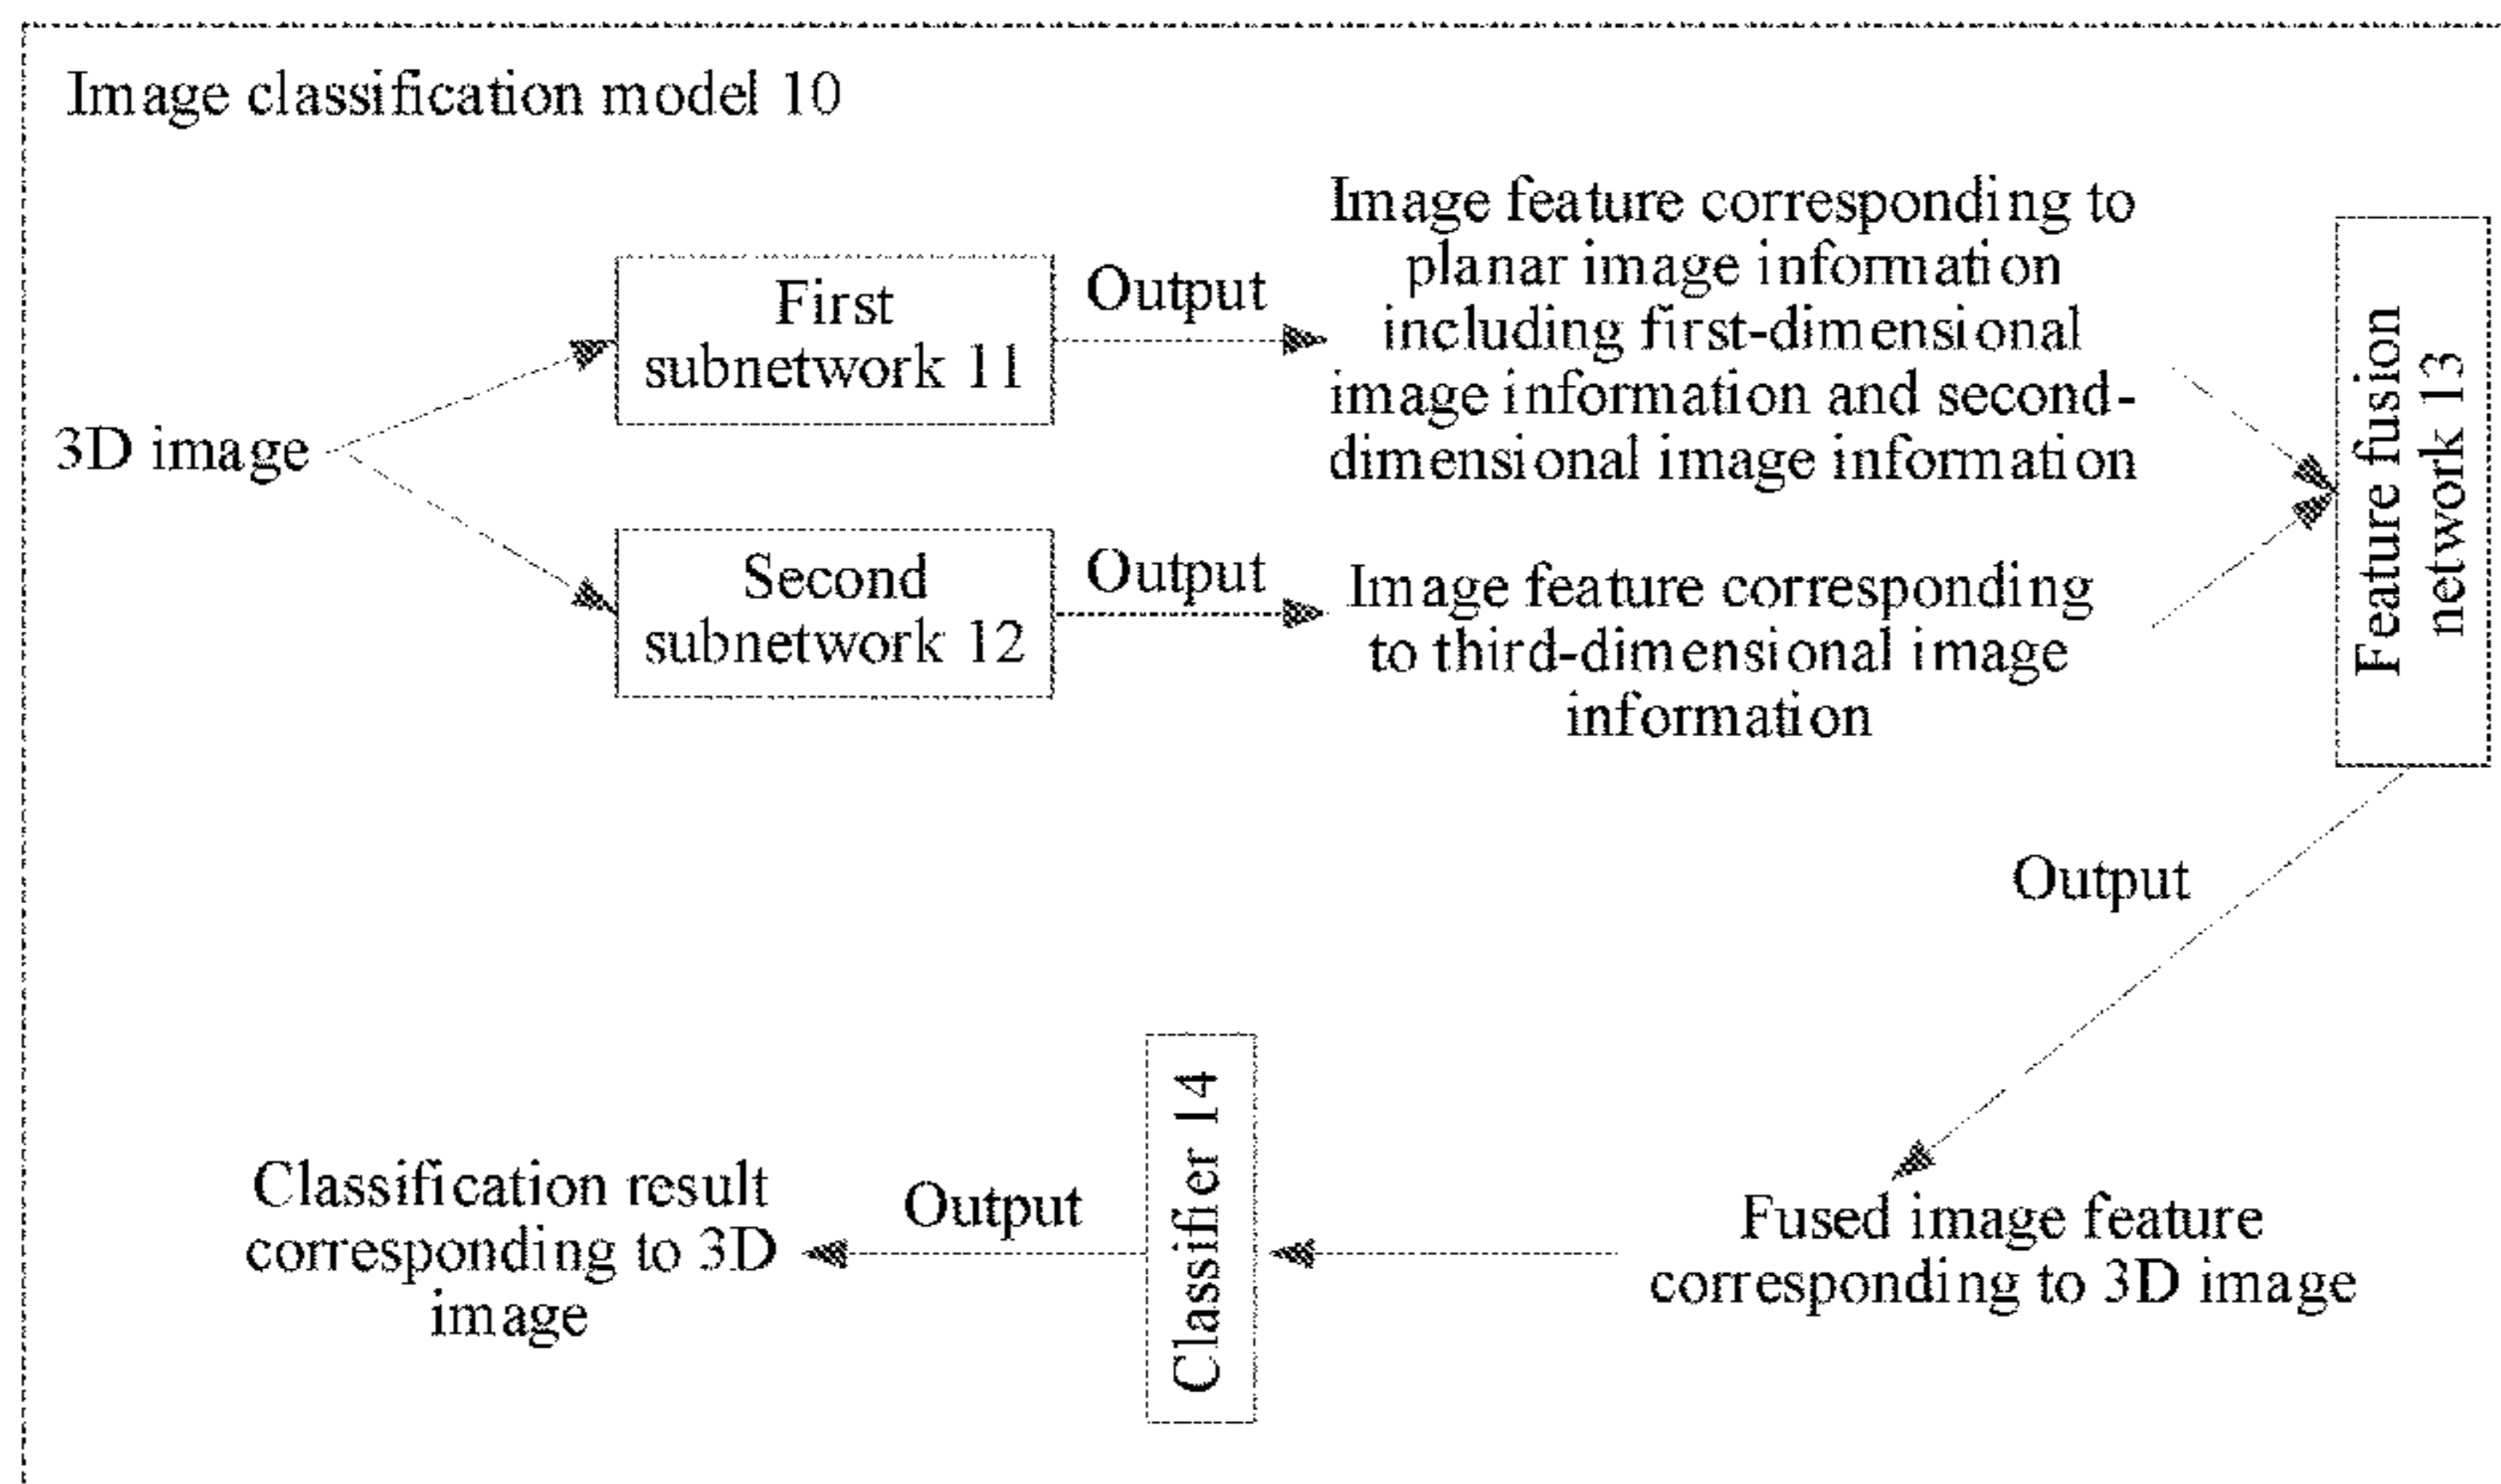 Image classification model 10
3D image
First
subnetwork 11
Output
Image feature corresponding to
planar image information
including first-dimensional
image information and second-
dimensional image information
Second
subnetwork 12
Output
Image feature corresponding
to third-dimensional image
information
Feature fusion
network 13
Output
Fused image feature
corresponding to 3D image
Classifier 14
Output
Classification result
corresponding to 3D
image